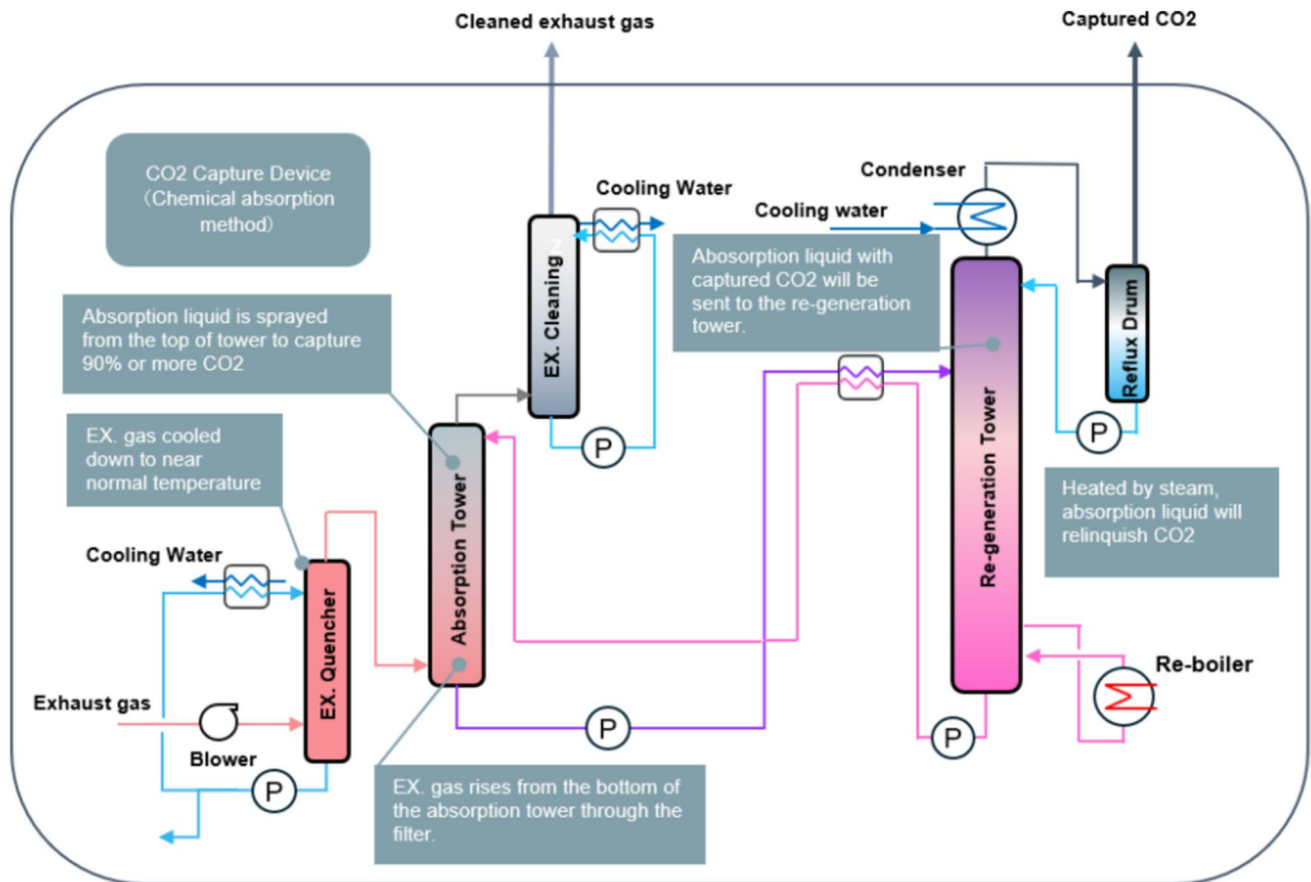 Cleaned exhaust gas
Captured CO2
CO2 Capture Device
（Chemical absorption
method）
Condenser
Cooling Water
Cooling water
Z
EX. Cleaning
Abosorption liquid with
captured CO2 will be
sent to the re-generation
tower.
Absorption liquid is sprayed
from the top of tower to capture
90% or more CO2
Reflux Drum
EX. gas cooled
down to near
normal temperature
P
P
Absorption Tower
Re-generation Tower
Heated by steam,
absorption liquid will
relinquish CO2
Cooling Water
EX. Quencher
Re-boiler
Exhaust gas
Blower
P
P
P
EX. gas rises from the bottom of
the absorption tower through the
filter.